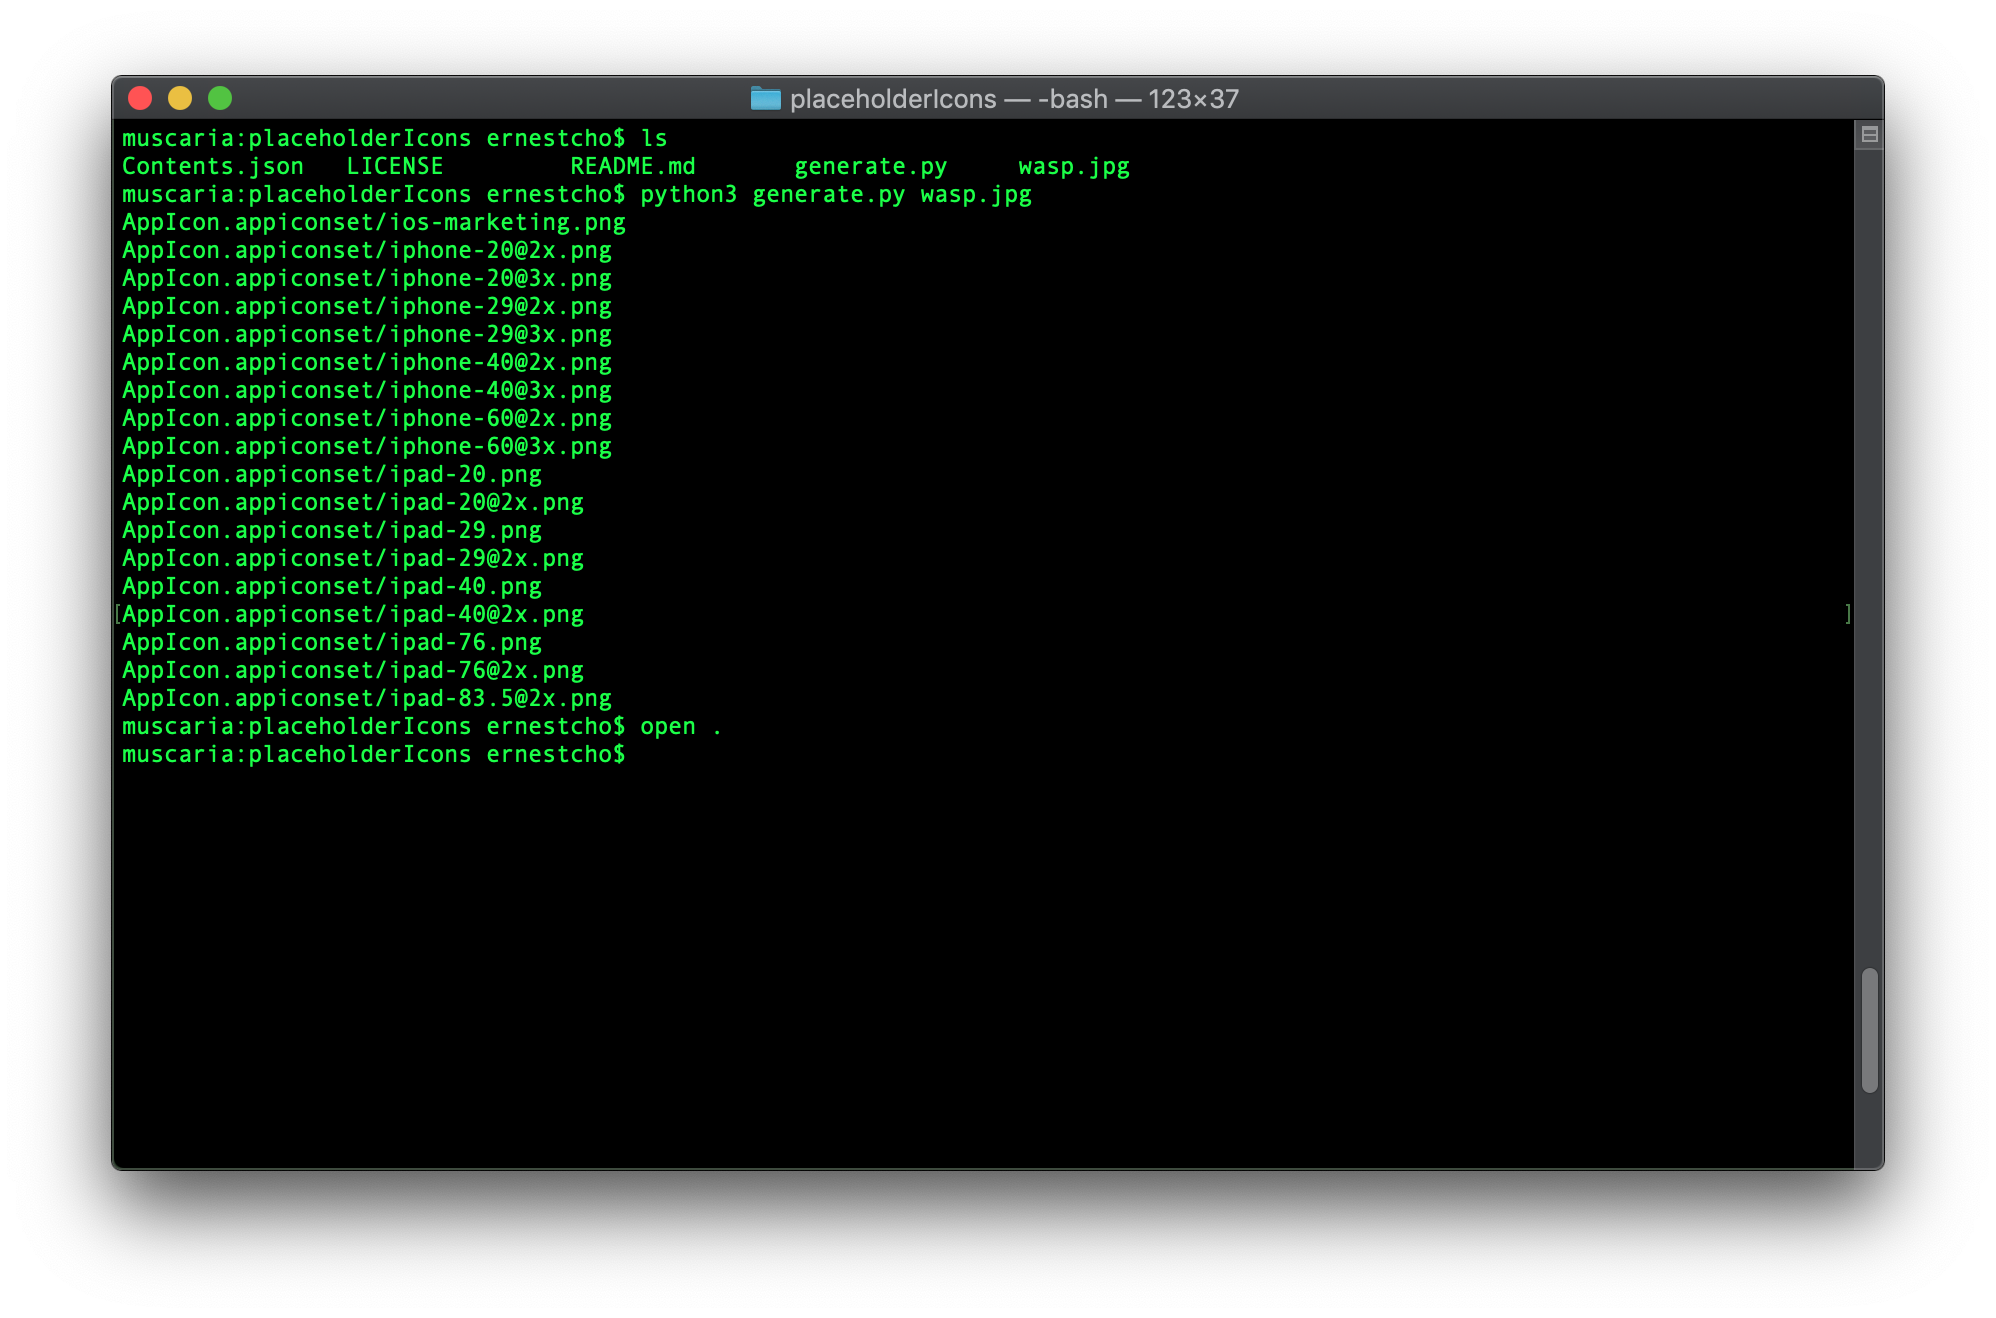 placeholderIcons — -bash — 123×37
muscaria:placeholderIcons ernestcho$ ls
Contents.json   LICENSE         README.md       generate.py     wasp.jpg
muscaria:placeholderIcons ernestcho$ python3 generate.py wasp.jpg
AppIcon.appiconset/ios-marketing.png
AppIcon.appiconset/iphone-20@2x.png
AppIcon.appiconset/iphone-20@3x.png
AppIcon.appiconset/iphone-29@2x.png
AppIcon.appiconset/iphone-29@3x.png
AppIcon.appiconset/iphone-40@2x.png
AppIcon.appiconset/iphone-40@3x.png
AppIcon.appiconset/iphone-60@2x.png
AppIcon.appiconset/iphone-60@3x.png
AppIcon.appiconset/ipad-20.png
AppIcon.appiconset/ipad-20@2x.png
AppIcon.appiconset/ipad-29.png
AppIcon.appiconset/ipad-29@2x.png
AppIcon.appiconset/ipad-40.png
[AppIcon.appiconset/ipad-40@2x.png ]
AppIcon.appiconset/ipad-76.png
AppIcon.appiconset/ipad-76@2x.png
AppIcon.appiconset/ipad-83.5@2x.png
muscaria:placeholderIcons ernestcho$ open .
muscaria:placeholderIcons ernestcho$